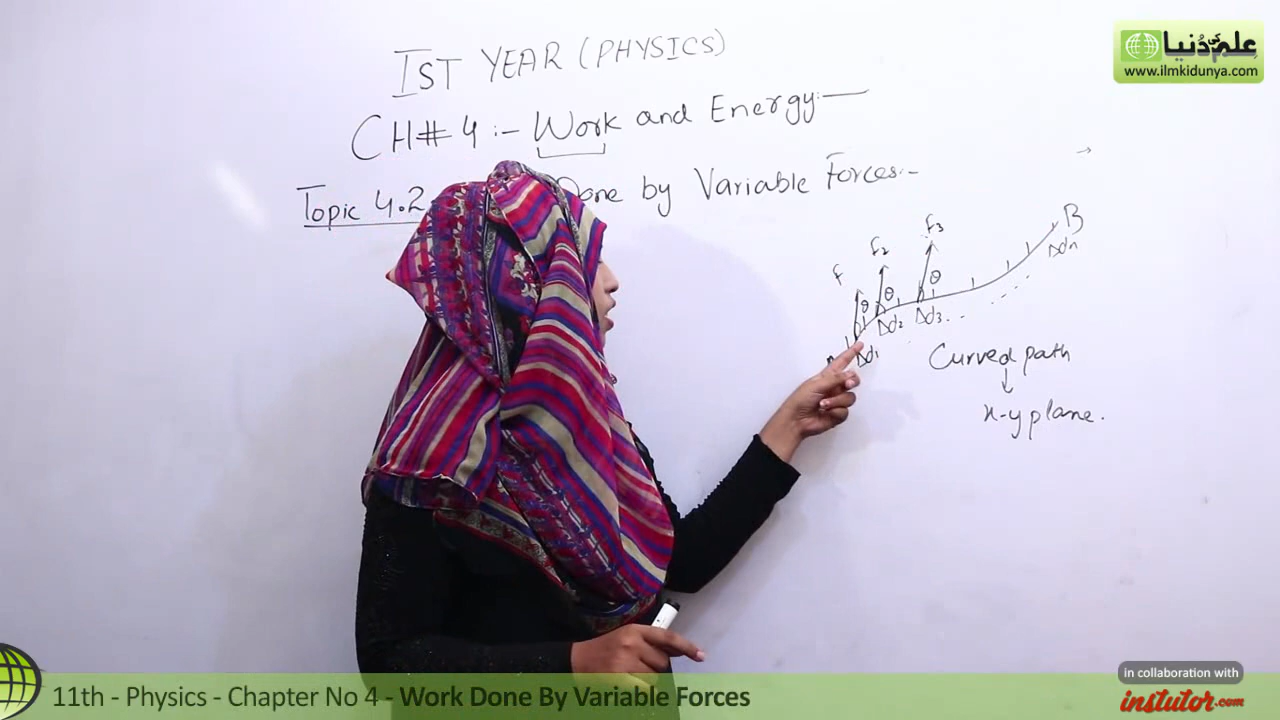 IST YEAR (PHYSICS)
CH# 4 :- Work and Energy:-
Topic 4.2 Done by Variable Forces:-
علم کی دُنیا
www.ilmkidunya.com
B
f f2 f3
θ θ θ
Δd1 Δd2 Δd3 . . Δdn
Curved path
x-y plane.
in collaboration with
instutor.com
11th - Physics - Chapter No 4 - Work Done By Variable Forces